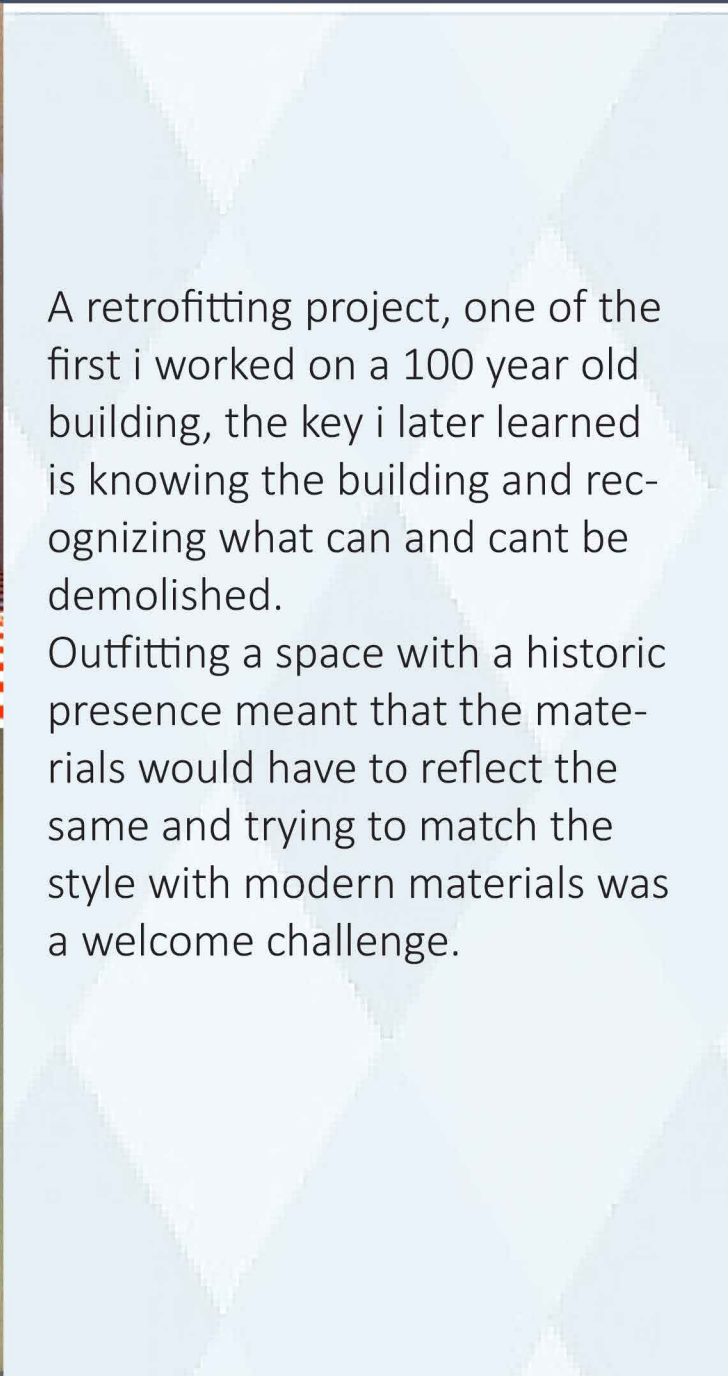 A retrofitting project, one of the
first i worked on a 100 year old
building, the key i later learned
is knowing the building and rec-
ognizing what can and cant be
demolished.
Outfitting a space with a historic
presence meant that the mate-
rials would have to reflect the
same and trying to match the
style with modern materials was
a welcome challenge.